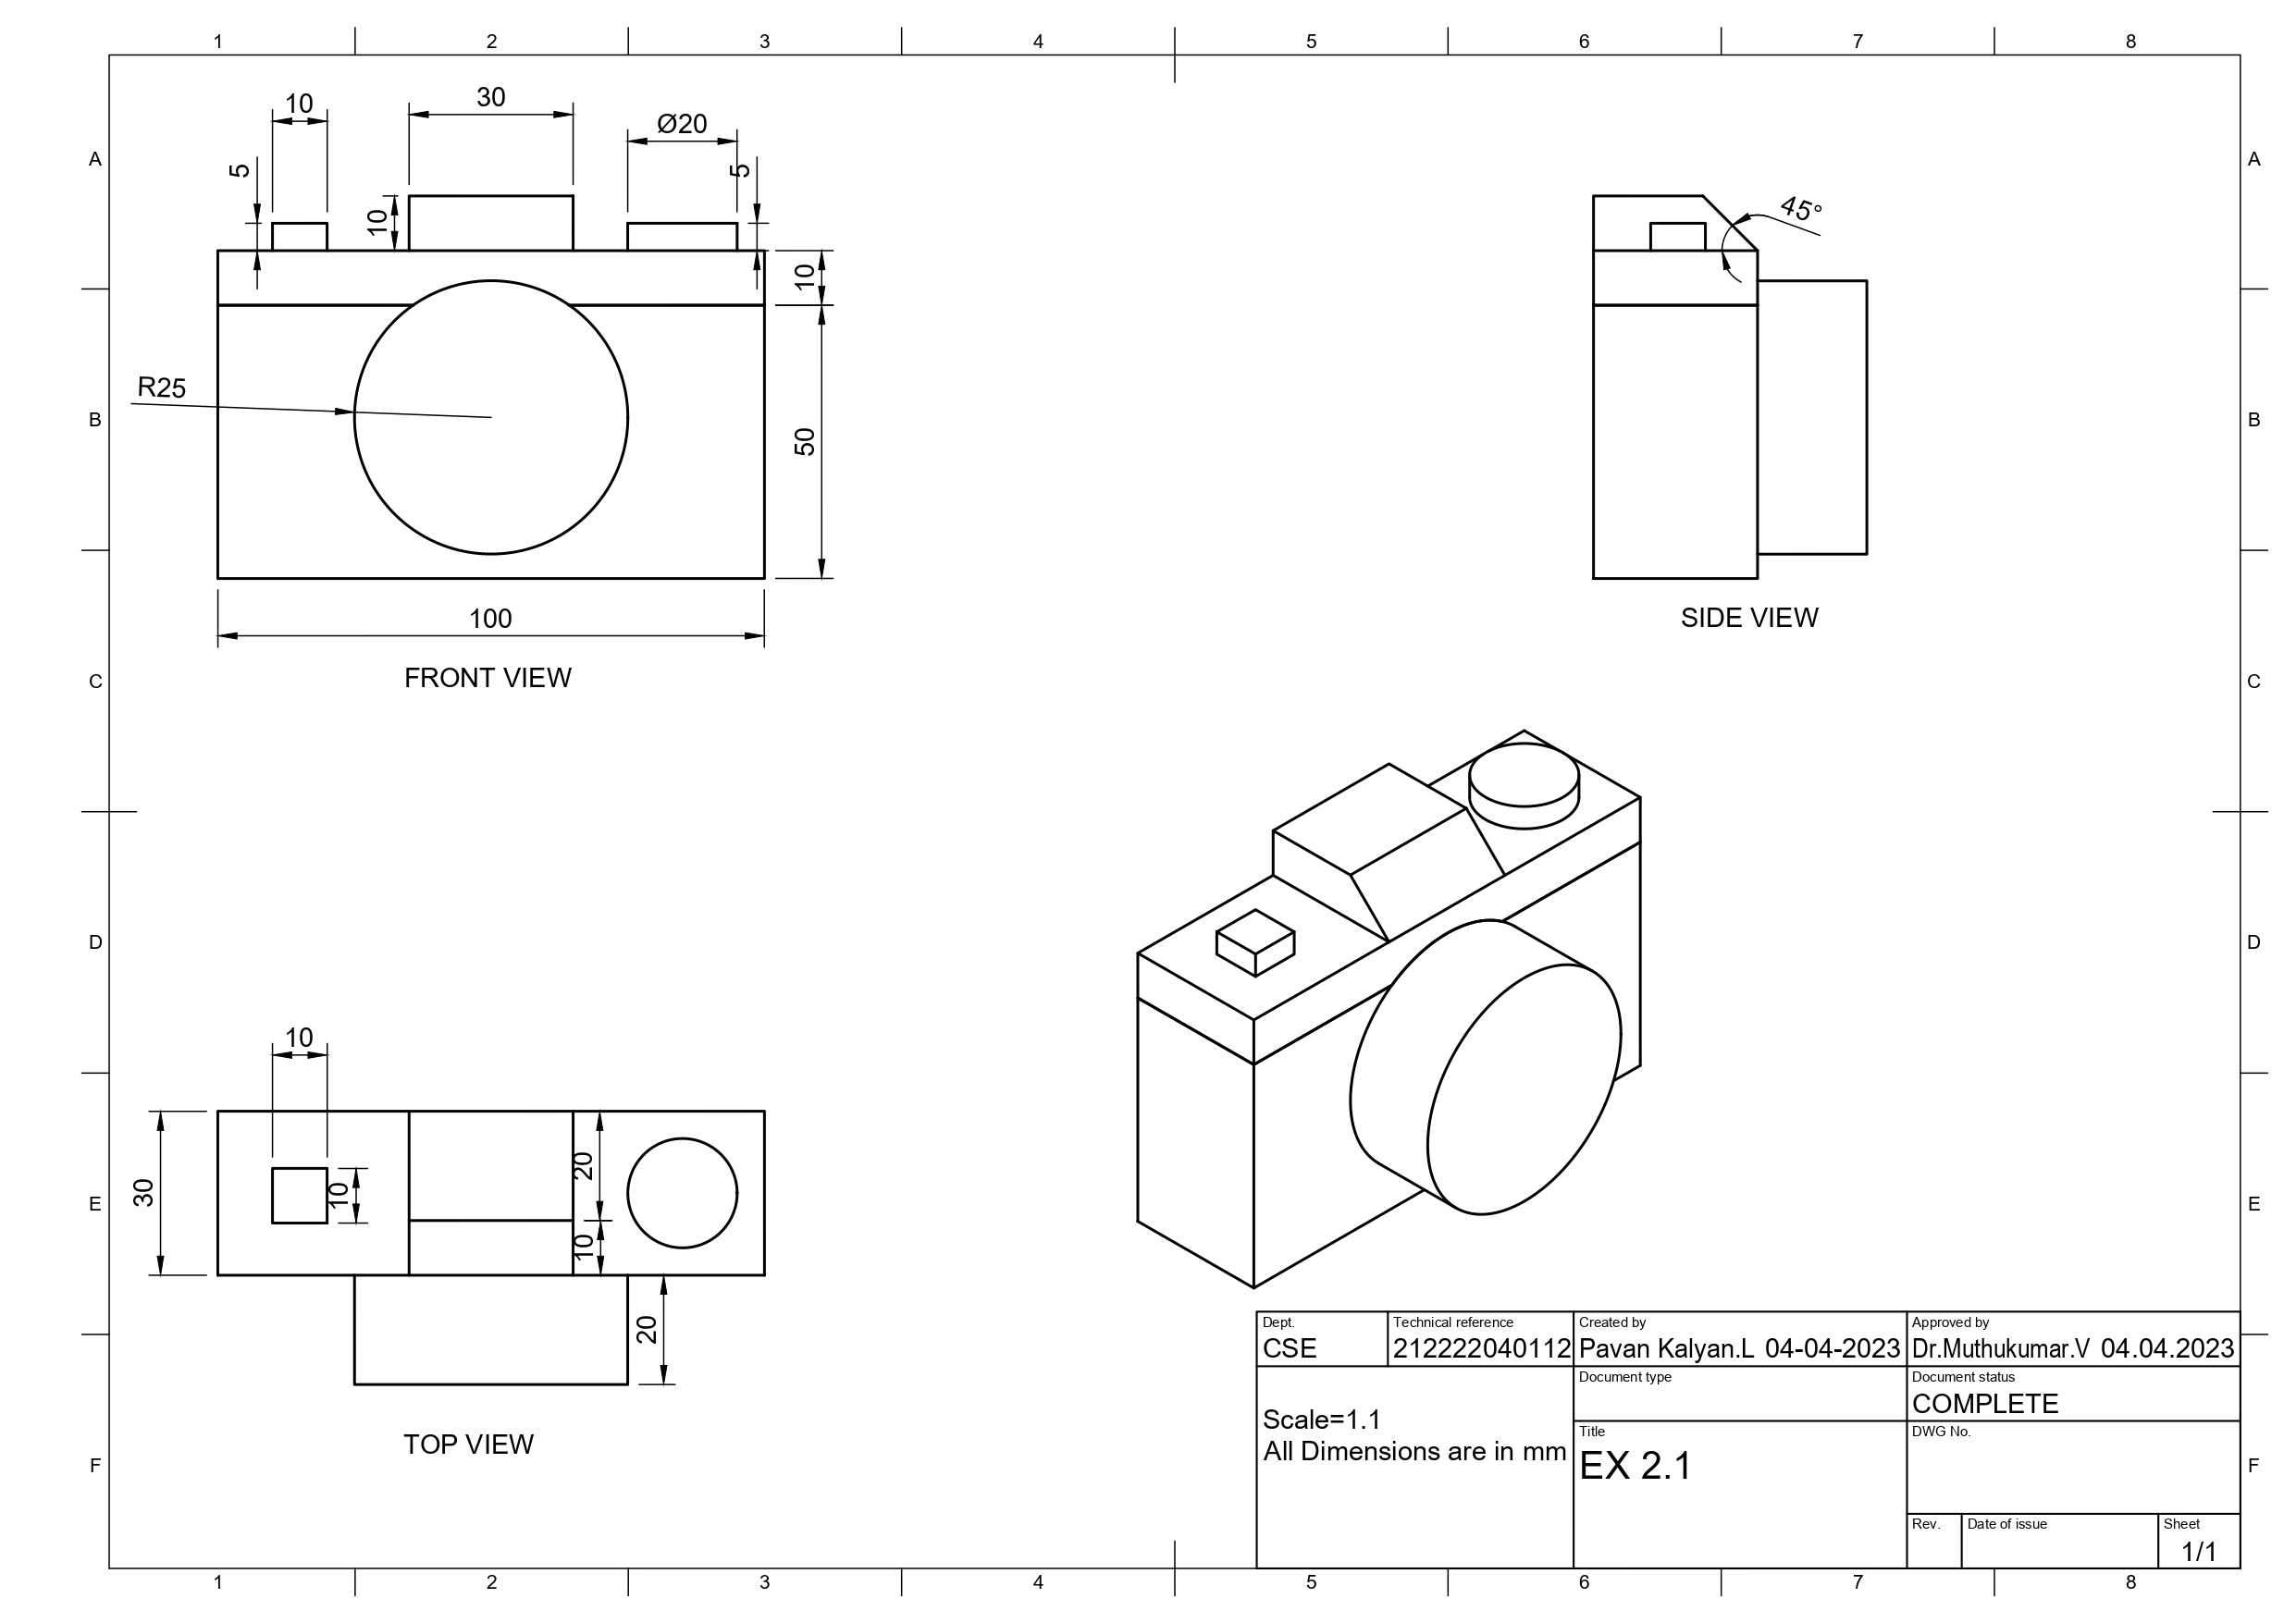 1 2 3 4 5 6 7 8
10 30 Ø20
5 10 5
A A
45°
10
R25
B 50 B
100
SIDE VIEW
FRONT VIEW
C C
D D
10
30 10 20
E E
10
20
TOP VIEW
F F
Dept. Technical reference Created by Approved by
CSE 212222040112 Pavan Kalyan.L 04-04-2023 Dr.Muthukumar.V 04.04.2023
Document type Document status
COMPLETE
Scale=1.1
All Dimensions are in mm
Title DWG No.
EX 2.1
Rev. Date of issue Sheet
1/1
1 2 3 4 5 6 7 8